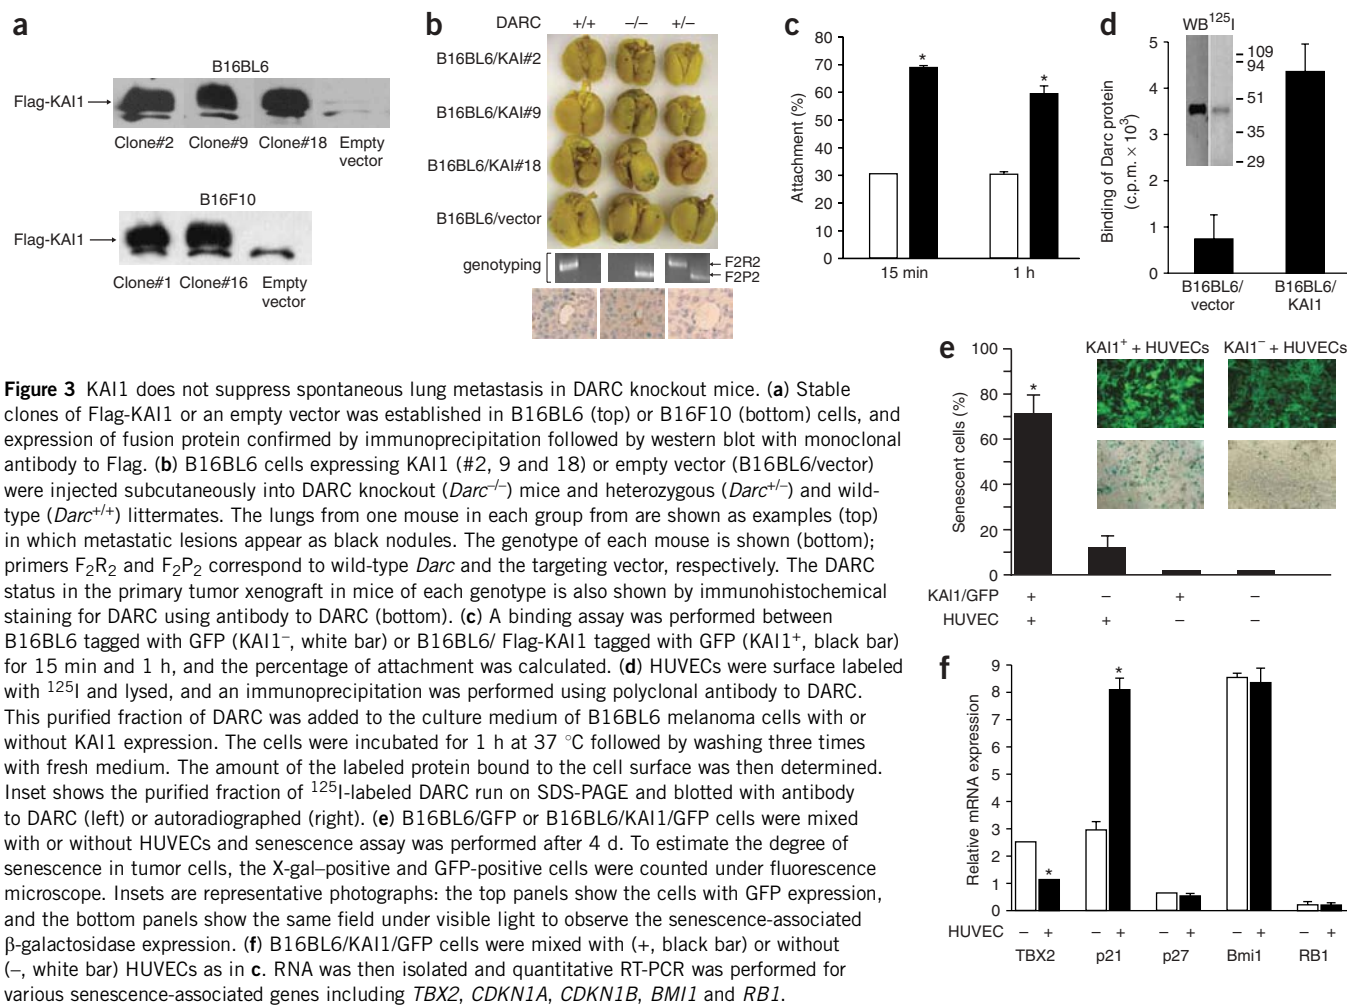 a
B16BL6
Flag-KAI1
Clone#2 Clone#9 Clone#18 Empty vector
B16F10
Flag-KAI1
Clone#1 Clone#16 Empty vector
b
DARC +/+ –/– +/–
B16BL6/KAI#2
B16BL6/KAI#9
B16BL6/KAI#18
B16BL6/vector
genotyping
F2R2
F2P2
c
Attachment (%)
80
70
60
50
40
30
20
10
0
* *
15 min 1 h
d
WB 125I
109
94
51
35
29
Binding of Darc protein
(c.p.m. × 10³)
5
4
3
2
1
0
B16BL6/ vector
B16BL6/ KAI1
e
KAI1+ + HUVECs KAI1– + HUVECs
Senescent cells (%)
100
80
60
40
20
0
*
KAI1/GFP + – + –
HUVEC + + – –
f
Relative mRNA expression
9
8
7
6
5
4
3
2
1
0
* *
HUVEC – + – + – + – + – +
TBX2 p21 p27 Bmi1 RB1
Figure 3 KAI1 does not suppress spontaneous lung metastasis in DARC knockout mice. (a) Stable
clones of Flag-KAI1 or an empty vector was established in B16BL6 (top) or B16F10 (bottom) cells, and
expression of fusion protein confirmed by immunoprecipitation followed by western blot with monoclonal
antibody to Flag. (b) B16BL6 cells expressing KAI1 (#2, 9 and 18) or empty vector (B16BL6/vector)
were injected subcutaneously into DARC knockout (Darc–/–) mice and heterozygous (Darc+/–) and wild-
type (Darc+/+) littermates. The lungs from one mouse in each group from are shown as examples (top)
in which metastatic lesions appear as black nodules. The genotype of each mouse is shown (bottom);
primers F2R2 and F2P2 correspond to wild-type Darc and the targeting vector, respectively. The DARC
status in the primary tumor xenograft in mice of each genotype is also shown by immunohistochemical
staining for DARC using antibody to DARC (bottom). (c) A binding assay was performed between
B16BL6 tagged with GFP (KAI1–, white bar) or B16BL6/ Flag-KAI1 tagged with GFP (KAI1+, black bar)
for 15 min and 1 h, and the percentage of attachment was calculated. (d) HUVECs were surface labeled
with 125I and lysed, and an immunoprecipitation was performed using polyclonal antibody to DARC.
This purified fraction of DARC was added to the culture medium of B16BL6 melanoma cells with or
without KAI1 expression. The cells were incubated for 1 h at 37 °C followed by washing three times
with fresh medium. The amount of the labeled protein bound to the cell surface was then determined.
Inset shows the purified fraction of 125I-labeled DARC run on SDS-PAGE and blotted with antibody
to DARC (left) or autoradiographed (right). (e) B16BL6/GFP or B16BL6/KAI1/GFP cells were mixed
with or without HUVECs and senescence assay was performed after 4 d. To estimate the degree of
senescence in tumor cells, the X-gal–positive and GFP-positive cells were counted under fluorescence
microscope. Insets are representative photographs: the top panels show the cells with GFP expression,
and the bottom panels show the same field under visible light to observe the senescence-associated
β-galactosidase expression. (f) B16BL6/KAI1/GFP cells were mixed with (+, black bar) or without
(–, white bar) HUVECs as in c. RNA was then isolated and quantitative RT-PCR was performed for
various senescence-associated genes including TBX2, CDKN1A, CDKN1B, BMI1 and RB1.